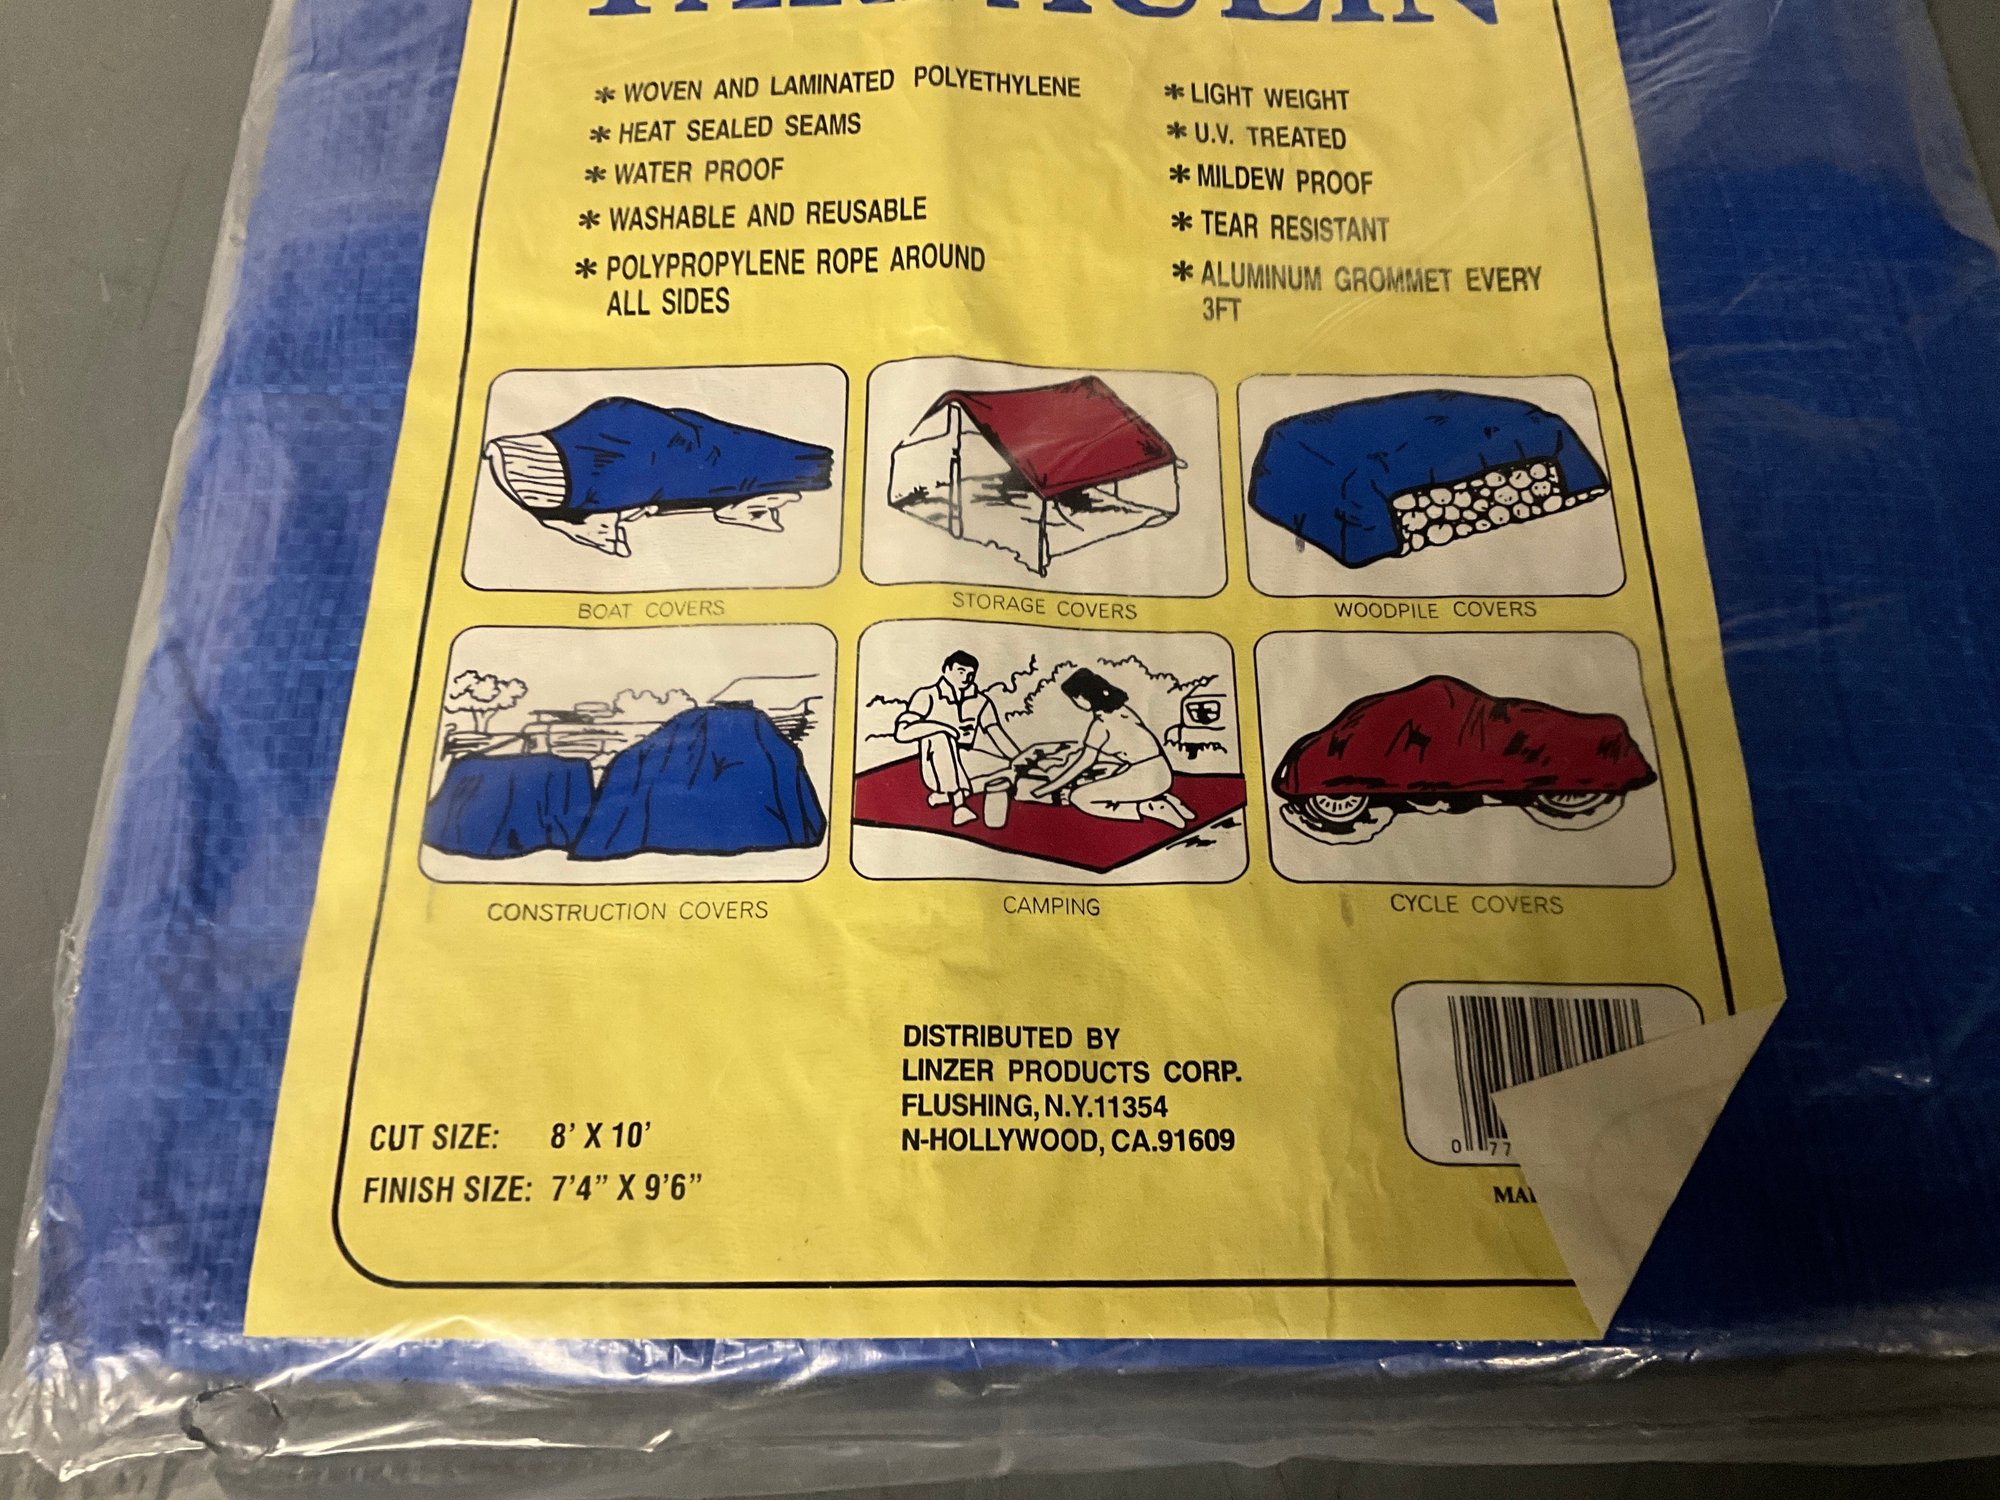 * WOVEN AND LAMINATED POLYETHYLENE
* HEAT SEALED SEAMS
* WATER PROOF
* WASHABLE AND REUSABLE
* POLYPROPYLENE ROPE AROUND
ALL SIDES
* LIGHT WEIGHT
* U.V. TREATED
* MILDEW PROOF
* TEAR RESISTANT
* ALUMINUM GROMMET EVERY
3FT
BOAT COVERS
STORAGE COVERS
WOODPILE COVERS
CONSTRUCTION COVERS
CAMPING
CYCLE COVERS
CUT SIZE: 8' X 10'
FINISH SIZE: 7'4" X 9'6"
DISTRIBUTED BY
LINZER PRODUCTS CORP.
FLUSHING, N.Y.11354
N-HOLLYWOOD, CA.91609
0 77